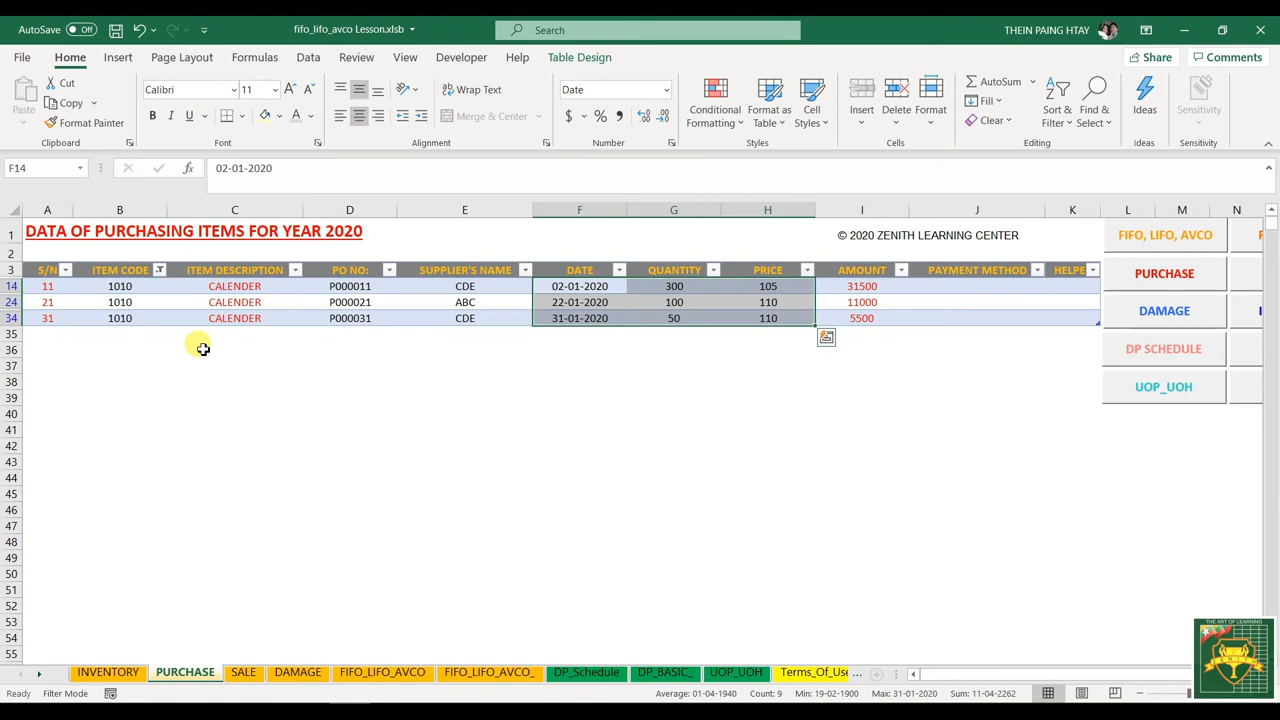 AutoSave Off fifo_lifo_avco Lesson.xlsb Search THEIN PAING HTAY
File Home Insert Page Layout Formulas Data Review View Developer Help Table Design Share Comments
Paste Cut Copy Format Painter Clipboard
Calibri 11 B I U A Font
Wrap Text Merge & Center Alignment
Date $ % Number
Conditional Formatting Format as Table Cell Styles Styles
Insert Delete Format Cells
AutoSum Fill Clear Sort & Filter Find & Select Editing
Ideas Ideas
Sensitivity Sensitivity
F14 fx 02-01-2020
A B C D E F G H I J K L M N
1 DATA OF PURCHASING ITEMS FOR YEAR 2020 © 2020 ZENITH LEARNING CENTER FIFO, LIFO, AVCO
2
3 S/N ITEM CODE ITEM DESCRIPTION PO NO: SUPPLIER'S NAME DATE QUANTITY PRICE AMOUNT PAYMENT METHOD HELPE PURCHASE
14 11 1010 CALENDER P000011 CDE 02-01-2020 300 105 31500
24 21 1010 CALENDER P000021 ABC 22-01-2020 100 110 11000
34 31 1010 CALENDER P000031 CDE 31-01-2020 50 110 5500
DAMAGE
DP SCHEDULE
UOP_UOH
35
36
37
38
39
40
41
42
43
44
45
46
47
48
49
50
51
52
53
54
55
THE ART OF LEARNING
ZENITH
INVENTORY PURCHASE SALE DAMAGE FIFO_LIFO_AVCO FIFO_LIFO_AVCO_ DP_Schedule DP_BASIC_ UOP_UOH Terms_Of_Use ...
Ready Filter Mode Average: 01-04-1940 Count: 9 Min: 19-02-1900 Max: 31-01-2020 Sum: 11-04-2262